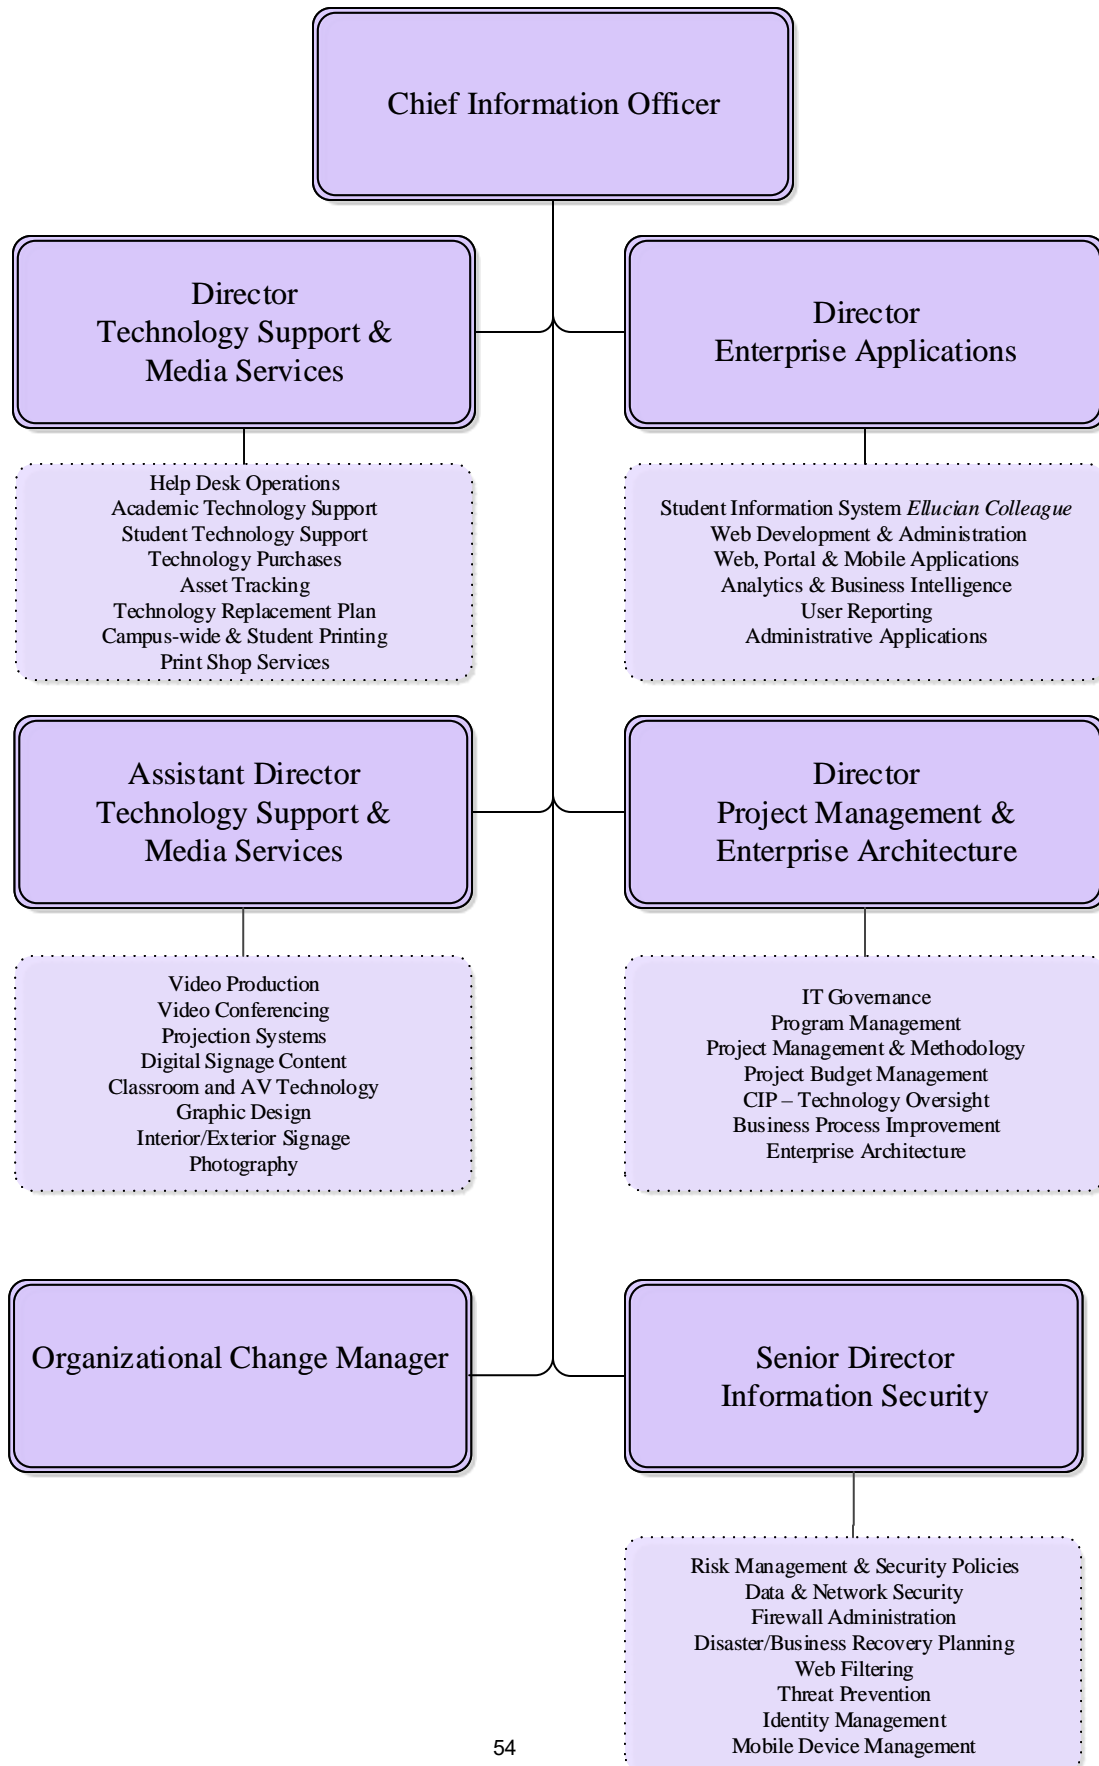 Chief Information Officer
Director
Technology Support &
Media Services
Director
Enterprise Applications
Help Desk Operations
Academic Technology Support
Student Technology Support
Technology Purchases
Asset Tracking
Technology Replacement Plan
Campus-wide & Student Printing
Print Shop Services
Student Information System Ellucian Colleague
Web Development & Administration
Web, Portal & Mobile Applications
Analytics & Business Intelligence
User Reporting
Administrative Applications
Assistant Director
Technology Support &
Media Services
Director
Project Management &
Enterprise Architecture
Video Production
Video Conferencing
Projection Systems
Digital Signage Content
Classroom and AV Technology
Graphic Design
Interior/Exterior Signage
Photography
IT Governance
Program Management
Project Management & Methodology
Project Budget Management
CIP – Technology Oversight
Business Process Improvement
Enterprise Architecture
Organizational Change Manager
Senior Director
Information Security
Risk Management & Security Policies
Data & Network Security
Firewall Administration
Disaster/Business Recovery Planning
Web Filtering
Threat Prevention
Identity Management
Mobile Device Management
54